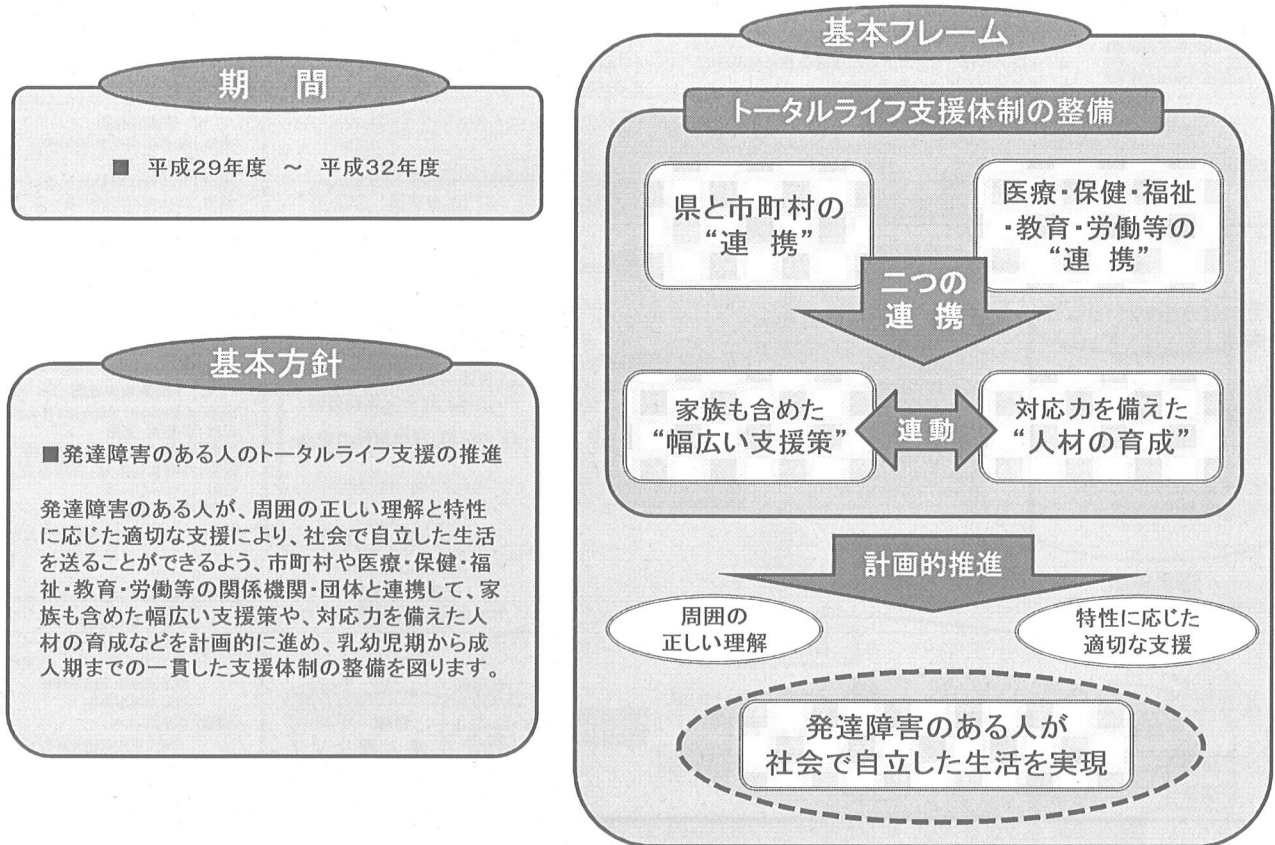 期　間
■ 平成29年度 ～ 平成32年度
基本方針
■発達障害のある人のトータルライフ支援の推進
発達障害のある人が、周囲の正しい理解と特性
に応じた適切な支援により、社会で自立した生活
を送ることができるよう、市町村や医療・保健・福
祉・教育・労働等の関係機関・団体と連携して、家
族も含めた幅広い支援策や、対応力を備えた人
材の育成などを計画的に進め、乳幼児期から成
人期までの一貫した支援体制の整備を図ります。
基本フレーム
トータルライフ支援体制の整備
県と市町村の
“連　携”
医療・保健・福祉
・教育・労働等の
“連　携”
二つの
連　携
家族も含めた
“幅広い支援策”
連動
対応力を備えた
“人材の育成”
計画的推進
周囲の
正しい理解
特性に応じた
適切な支援
発達障害のある人が
社会で自立した生活を実現